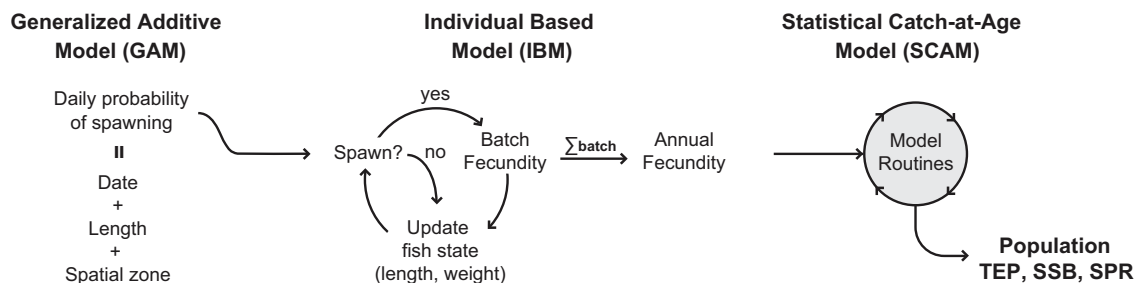 Generalized Additive
Model (GAM)
Daily probability
of spawning
=
Date
+
Length
+
Spatial zone
Individual Based
Model (IBM)
yes
Spawn?
no
Batch
Fecundity
Update
fish state
(length, weight)
∑batch
Annual
Fecundity
Statistical Catch-at-Age
Model (SCAM)
Model
Routines
Population
TEP, SSB, SPR